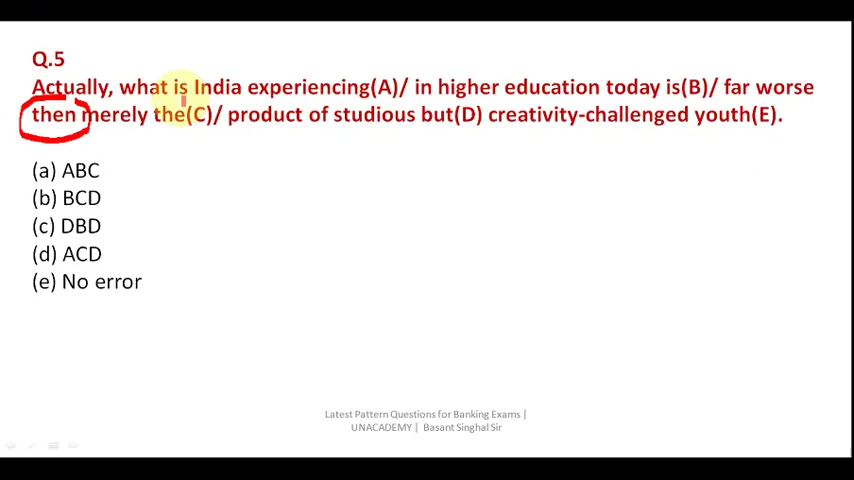 Q.5
Actually, what is India experiencing(A)/ in higher education today is(B)/ far worse
then merely the(C)/ product of studious but(D) creativity-challenged youth(E).
(a) ABC
(b) BCD
(c) DBD
(d) ACD
(e) No error
Latest Pattern Questions for Banking Exams |
UNACADEMY | Basant Singhal Sir